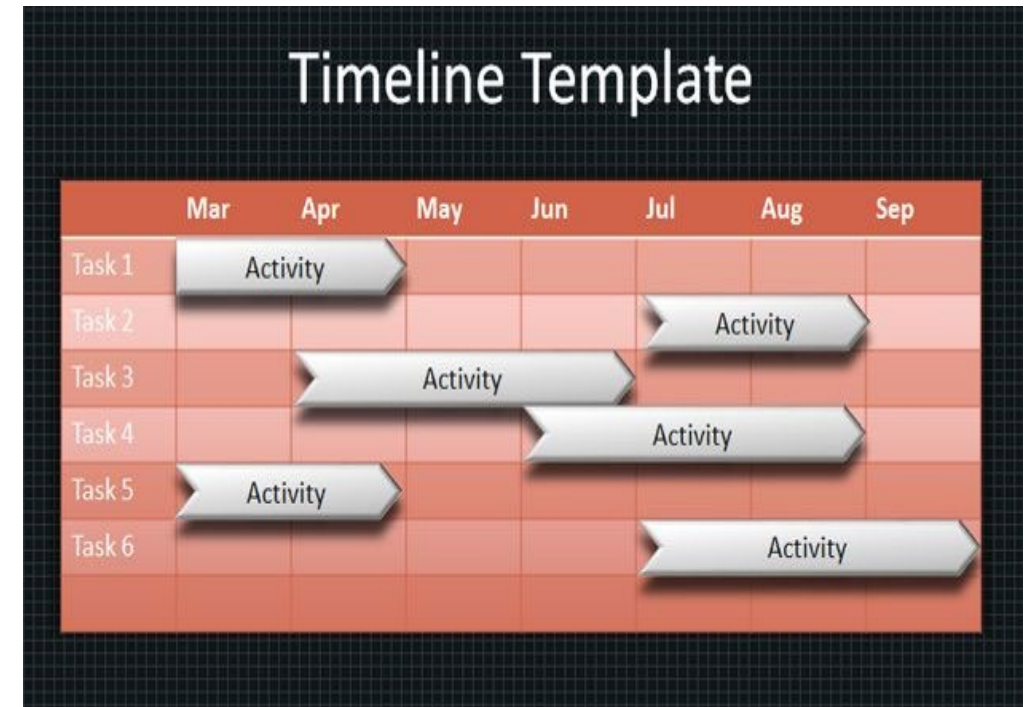 Timeline Template
Mar Apr May Jun Jul Aug Sep
Task 1 Activity
Task 2 Activity
Task 3 Activity
Task 4 Activity
Task 5 Activity
Task 6 Activity